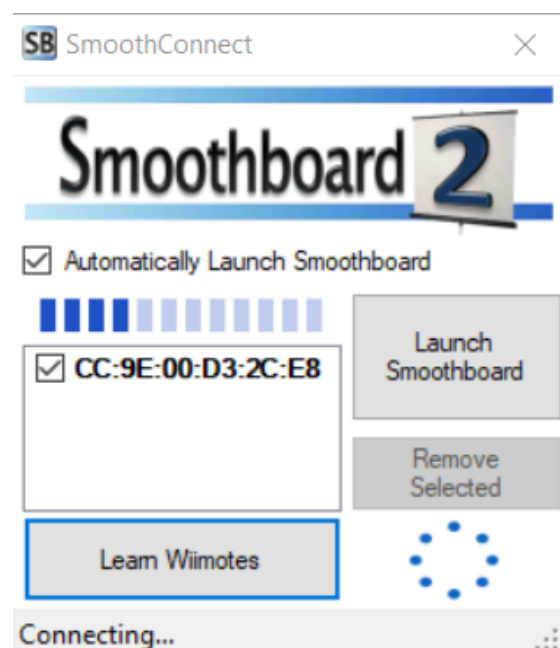 SB SmoothConnect
Smoothboard 2
Automatically Launch Smoothboard
CC:9E:00:D3:2C:E8
Launch
Smoothboard
Remove
Selected
Learn Wiimotes
Connecting...